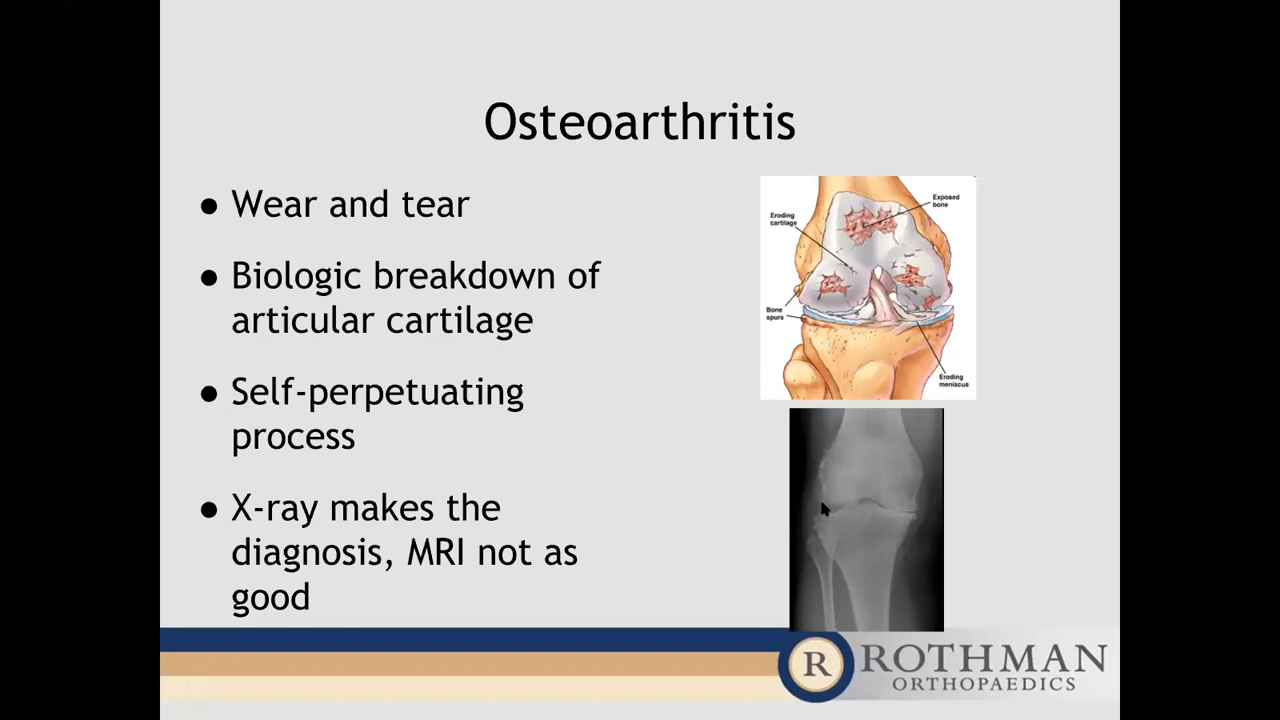 Osteoarthritis
● Wear and tear
● Biologic breakdown of
articular cartilage
● Self-perpetuating
process
● X-ray makes the
diagnosis, MRI not as
good
Exposed
bone
Eroding
cartilage
Bone
spurs
Eroding
meniscus
R ROTHMAN
ORTHOPAEDICS